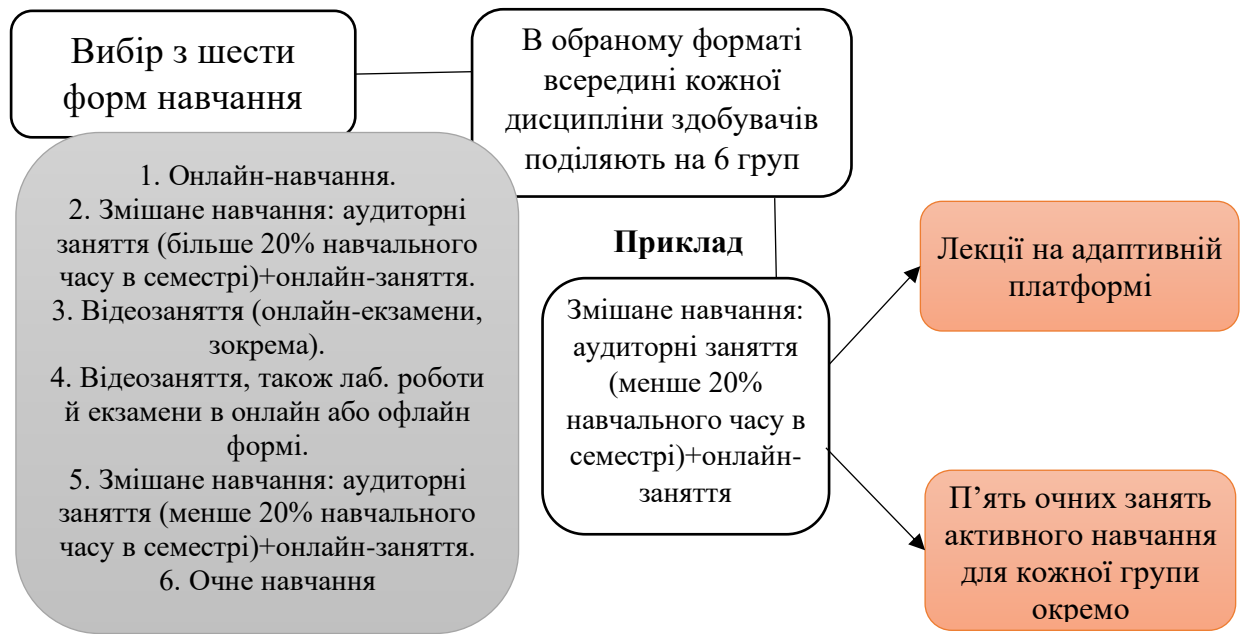 Вибір з шести
форм навчання
В обраному форматі
всередині кожної
дисципліни здобувачів
поділяють на 6 груп
1. Онлайн-навчання.
2. Змішане навчання: аудиторні
заняття (більше 20% навчального
часу в семестрі)+онлайн-заняття.
3. Відеозаняття (онлайн-екзамени,
зокрема).
4. Відеозаняття, також лаб. роботи
й екзамени в онлайн або офлайн
формі.
5. Змішане навчання: аудиторні
заняття (менше 20% навчального
часу в семестрі)+онлайн-заняття.
6. Очне навчання
Приклад
Змішане навчання:
аудиторні заняття
(менше 20%
навчального часу в
семестрі)+онлайн-
заняття
Лекції на адаптивній
платформі
П’ять очних занять
активного навчання
для кожної групи
окремо